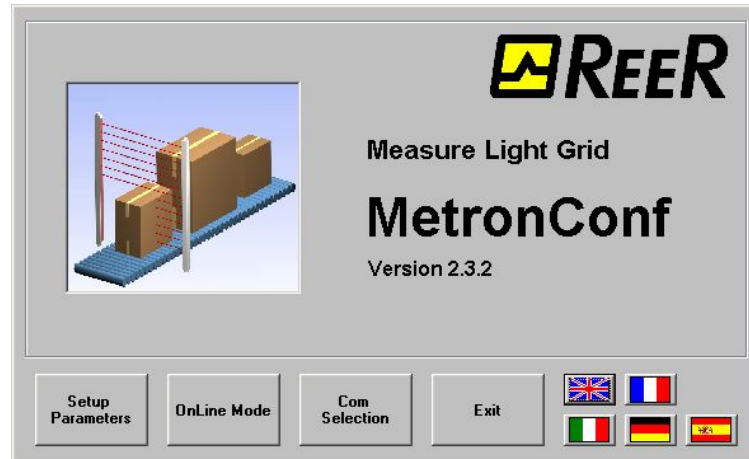 REER
Measure Light Grid
MetronConf
Version 2.3.2
Setup
Parameters
OnLine Mode
Com
Selection
Exit